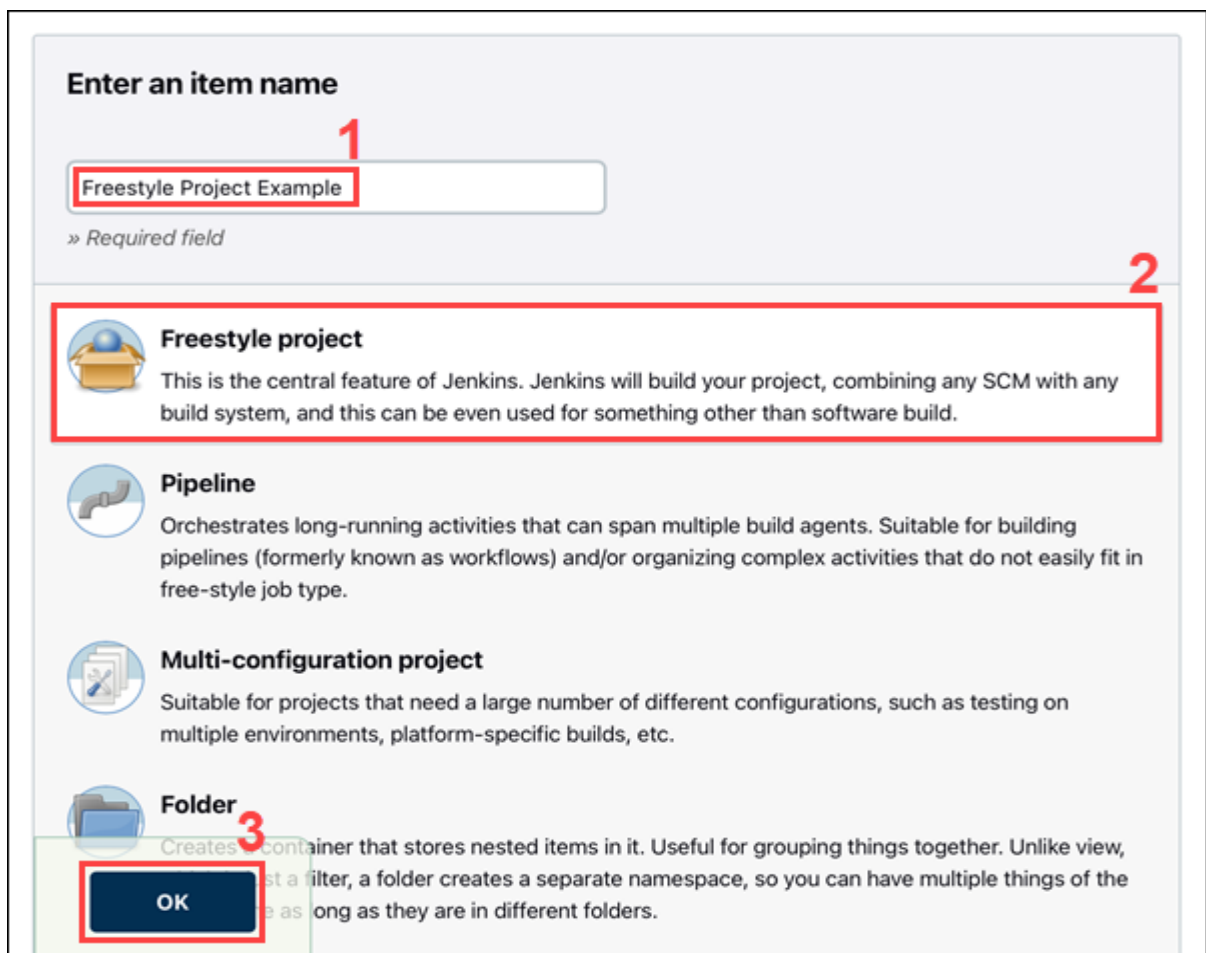 Enter an item name
1
Freestyle Project Example
» Required field
2
Freestyle project
This is the central feature of Jenkins. Jenkins will build your project, combining any SCM with any
build system, and this can be even used for something other than software build.
Pipeline
Orchestrates long-running activities that can span multiple build agents. Suitable for building
pipelines (formerly known as workflows) and/or organizing complex activities that do not easily fit in
free-style job type.
Multi-configuration project
Suitable for projects that need a large number of different configurations, such as testing on
multiple environments, platform-specific builds, etc.
Folder
3
Creates a container that stores nested items in it. Useful for grouping things together. Unlike view,
a filter, a folder creates a separate namespace, so you can have multiple things of the
OK
as long as they are in different folders.